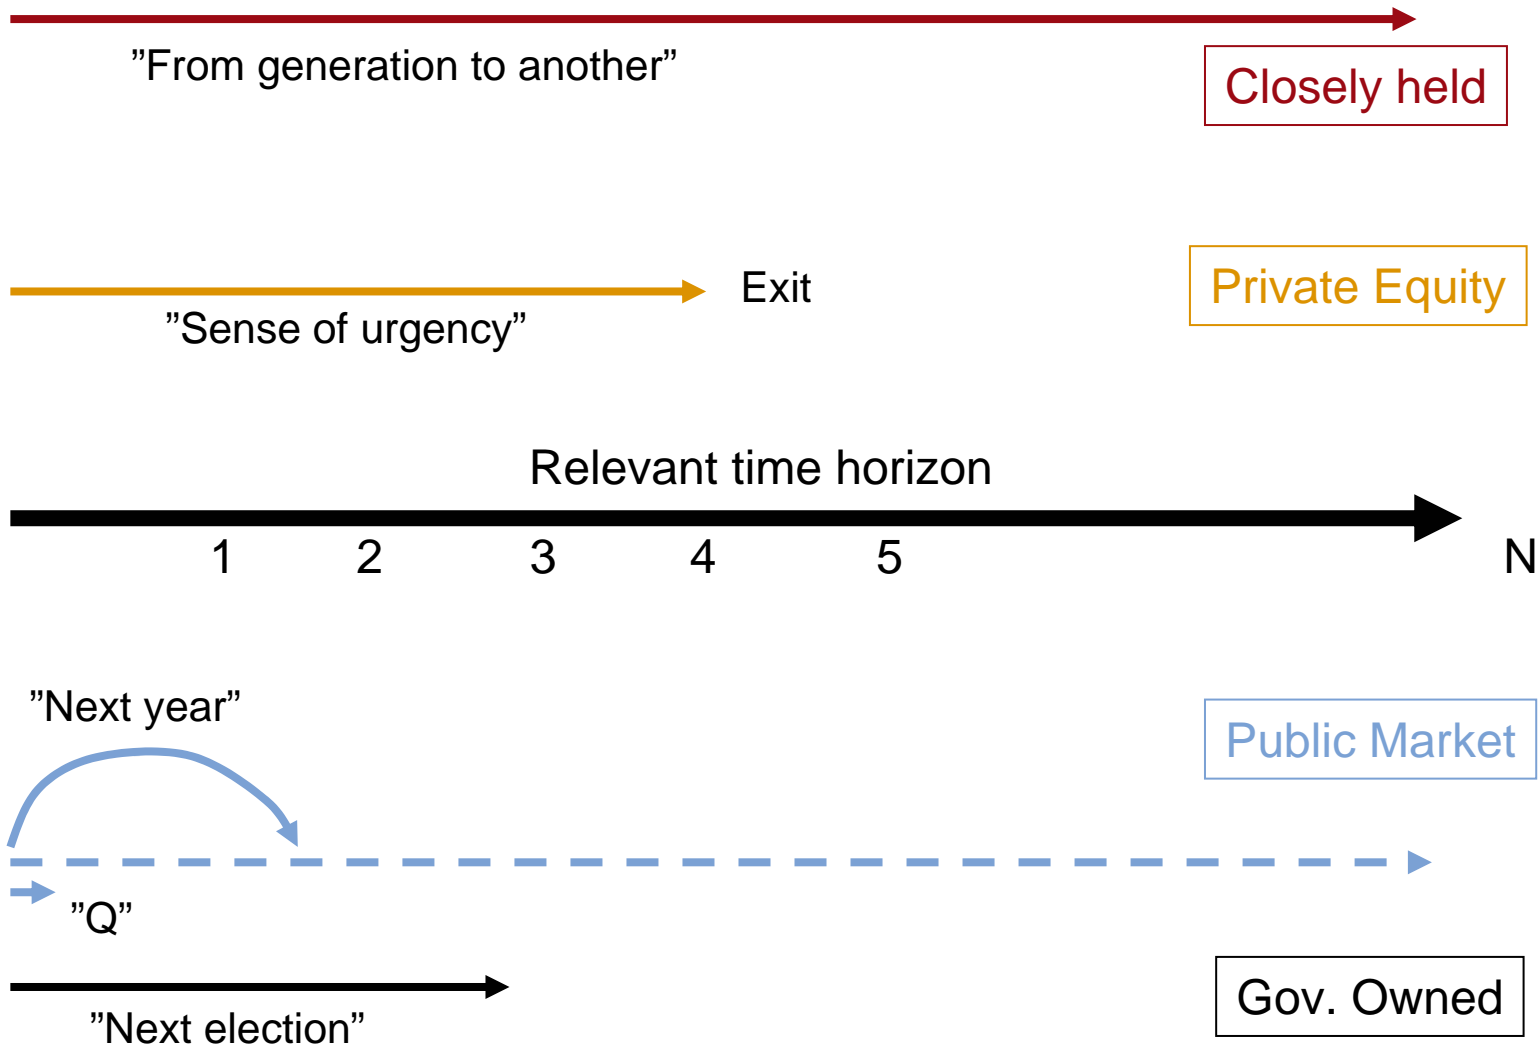 ”From generation to another”
Closely held
Exit
Private Equity
”Sense of urgency”
Relevant time horizon
1 2 3 4 5 N
”Next year”
Public Market
”Q”
Gov. Owned
”Next election”